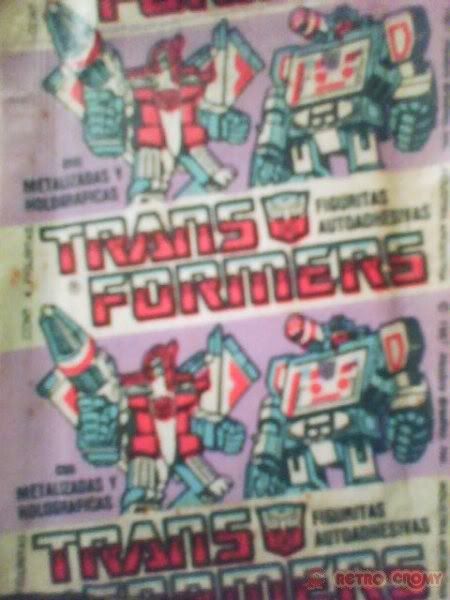 CON
METALIZADAS Y
HOLOGRAFICAS
TRANS
FORMERS
®
FIGURITAS
AUTOADHESIVAS
CON
METALIZADAS Y
HOLOGRAFICAS
TRANS
FORMERS
FIGURITAS
AUTOADHESIVAS
RETRO CROMY